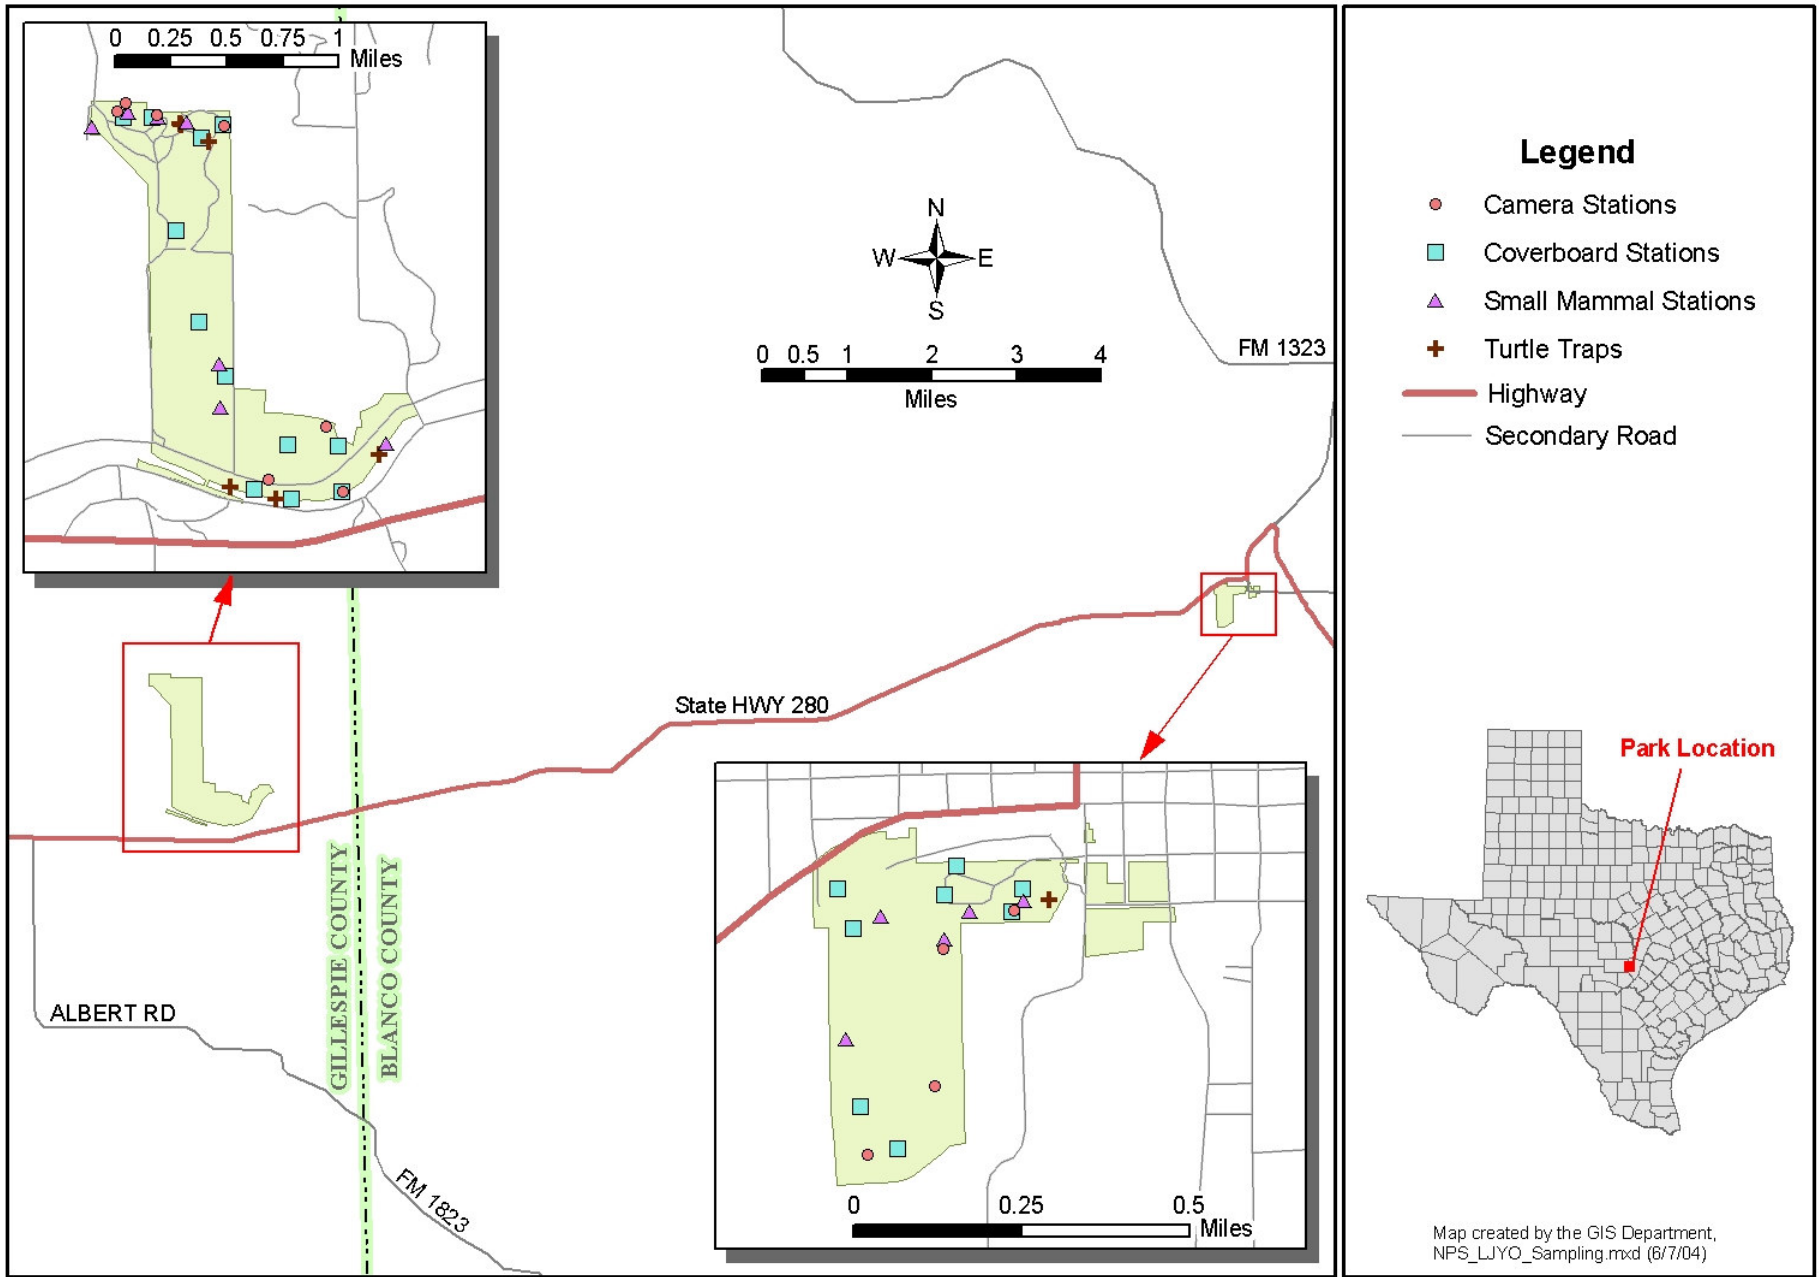 0 0.25 0.5 0.75 1
Miles
N
W E
S
0 0.5 1 2 3 4
Miles
FM 1323
State HWY 280
GILLESPIE COUNTY
BLANCO COUNTY
ALBERT RD
FM 1823
0 0.25 0.5
Miles
Legend
Camera Stations
Coverboard Stations
Small Mammal Stations
Turtle Traps
Highway
Secondary Road
Park Location
Map created by the GIS Department,
NPS_LJYO_Sampling.mxd (6/7/04)